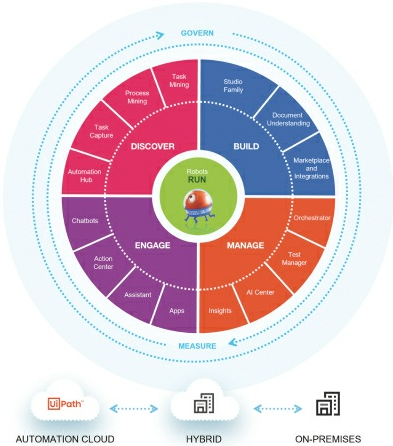 GOVERN
Task
Mining
Process
Mining
Task
Capture
Automation
Hub
DISCOVER
Studio
Family
Document
Understanding
Marketplace
and
Integrations
BUILD
Robots
RUN
Chatbots
Action
Center
Assistant
Apps
ENGAGE
Orchestrator
Test
Manager
AI Center
Insights
MANAGE
MEASURE
UiPath
AUTOMATION CLOUD
HYBRID
ON-PREMISES